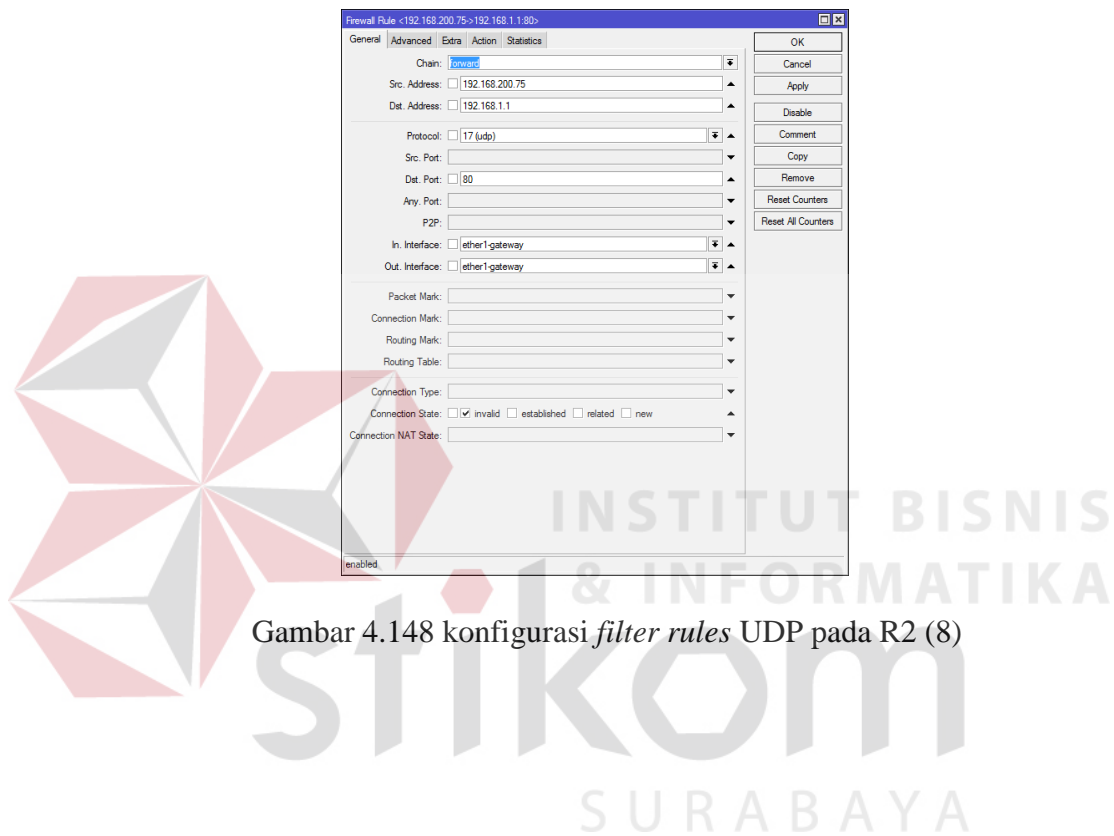 Firewall Rule <192.168.200.75->192.168.1.1:80>
General Advanced Extra Action Statistics
Chain: forward
Src. Address: 192.168.200.75
Dst. Address: 192.168.1.1
Protocol: 17 (udp)
Src. Port:
Dst. Port: 80
Any. Port:
P2P:
In. Interface: ether1-gateway
Out. Interface: ether1-gateway
Packet Mark:
Connection Mark:
Routing Mark:
Routing Table:
Connection Type:
Connection State: invalid established related new
Connection NAT State:
enabled
OK
Cancel
Apply
Disable
Comment
Copy
Remove
Reset Counters
Reset All Counters
Gambar 4.148 konfigurasi filter rules UDP pada R2 (8)
INSTITUT BISNIS
& INFORMATIKA
stikom
SURABAYA